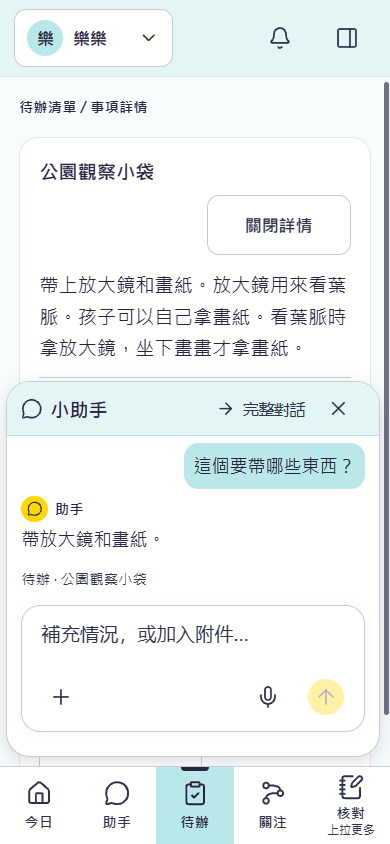 樂 樂樂
待辦清單 / 事項詳情
公園觀察小袋
關閉詳情
帶上放大鏡和畫紙。放大鏡用來看葉
脈。孩子可以自己拿畫紙。看葉脈時
拿放大鏡，坐下畫畫才拿畫紙。
小助手 完整對話
這個要帶哪些東西？
助手
帶放大鏡和畫紙。
待辦 · 公園觀察小袋
補充情況，或加入附件...
今日 助手 待辦 關注 核對
上拉更多